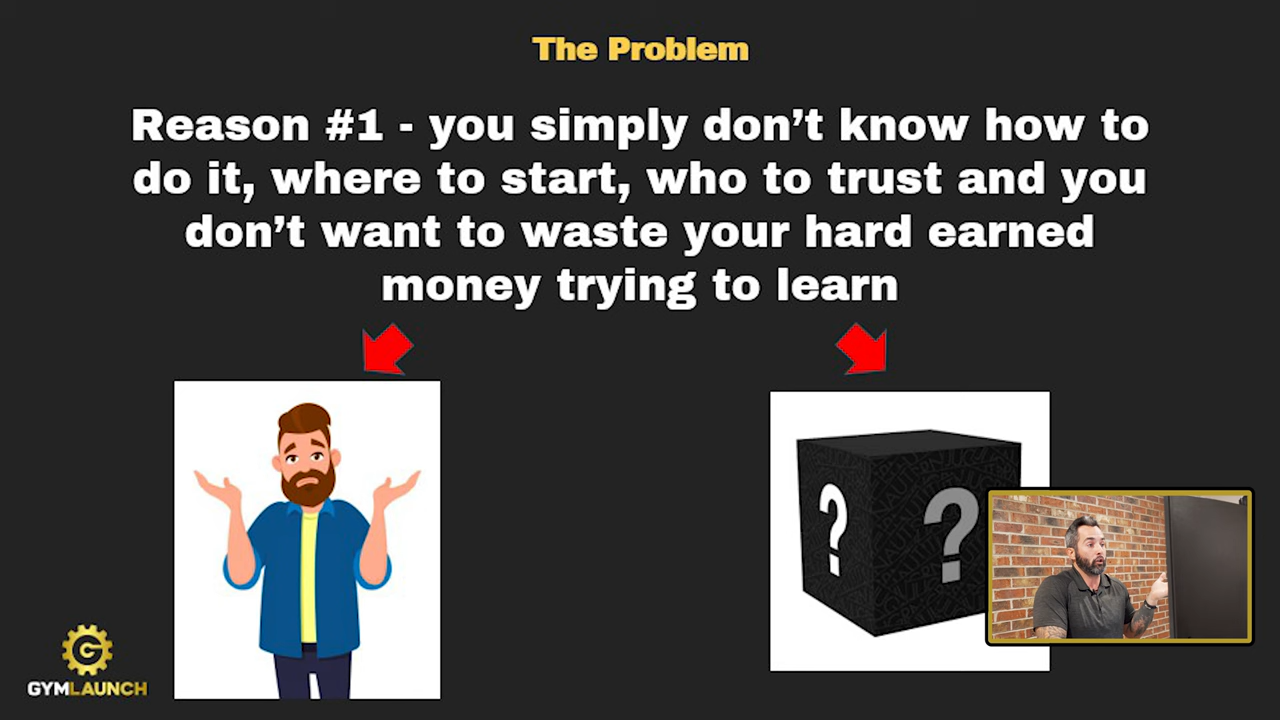 The Problem
Reason #1 - you simply don’t know how to
do it, where to start, who to trust and you
don’t want to waste your hard earned
money trying to learn
?
?
G
GYMLAUNCH